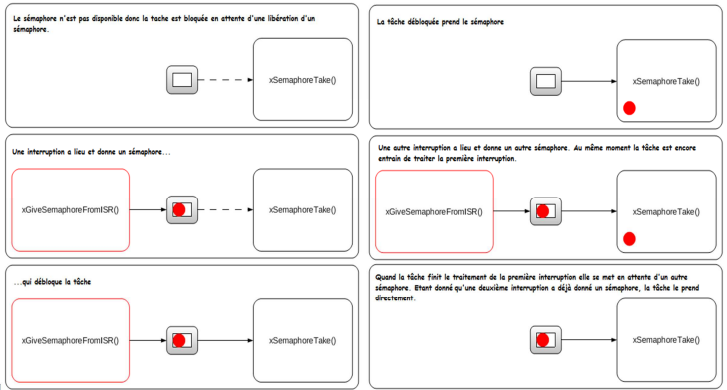 Le sémaphore n'est pas disponible donc la tache est bloquée en attente d'une libération d'un
sémaphore.
xSemaphoreTake()
Une interruption a lieu et donne un sémaphore...
xGiveSemaphoreFromISR()
xSemaphoreTake()
...qui débloque la tâche
xGiveSemaphoreFromISR()
xSemaphoreTake()
La tâche débloquée prend le sémaphore
xSemaphoreTake()
Une autre interruption a lieu et donne un autre sémaphore. Au même moment la tâche est encore
entrain de traiter la première interruption.
xGiveSemaphoreFromISR()
xSemaphoreTake()
Quand la tâche finit le traitement de la première interruption elle se met en attente d'un autre
sémaphore. Etant donné qu'une deuxième interruption a déjà donné un sémaphore, la tâche le prend
directement.
xSemaphoreTake()